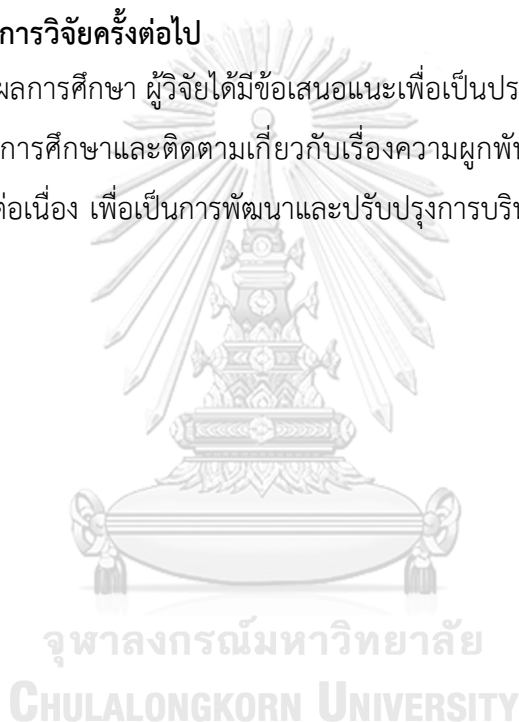 การวิจัยครั้งต่อไป
ผลการศึกษา ผู้วิจัยได้มีข้อเสนอแนะเพื่อเป็นประ
การศึกษาและติดตามเกี่ยวกับเรื่องความผูกพัน
ต่อเนื่อง เพื่อเป็นการพัฒนาและปรับปรุงการบริห
จุฬาลงกรณ์มหาวิทยาลัย
CHULALONGKORN UNIVERSITY